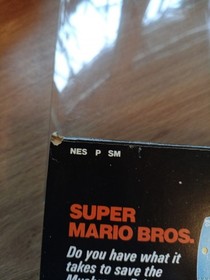 NES P SM
SUPER
MARIO BROS.
Do you have what it
takes to save the